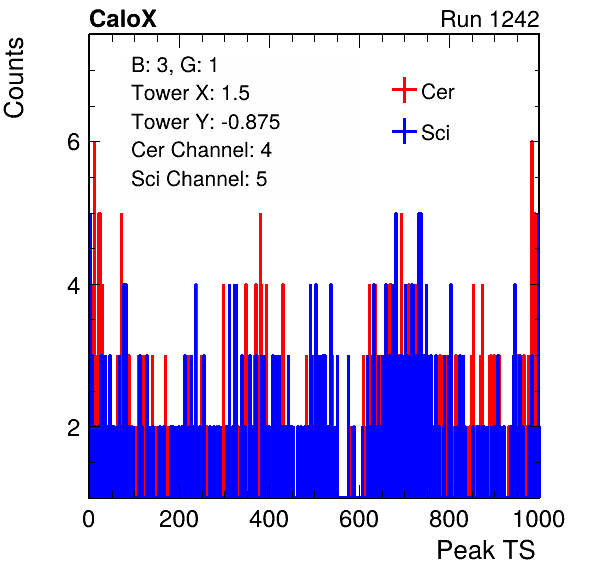 CaloX Run 1242
Counts
B: 3, G: 1
Tower X: 1.5
Tower Y: -0.875
Cer Channel: 4
Sci Channel: 5
Cer
Sci
6
4
2
0 200 400 600 800 1000
Peak TS